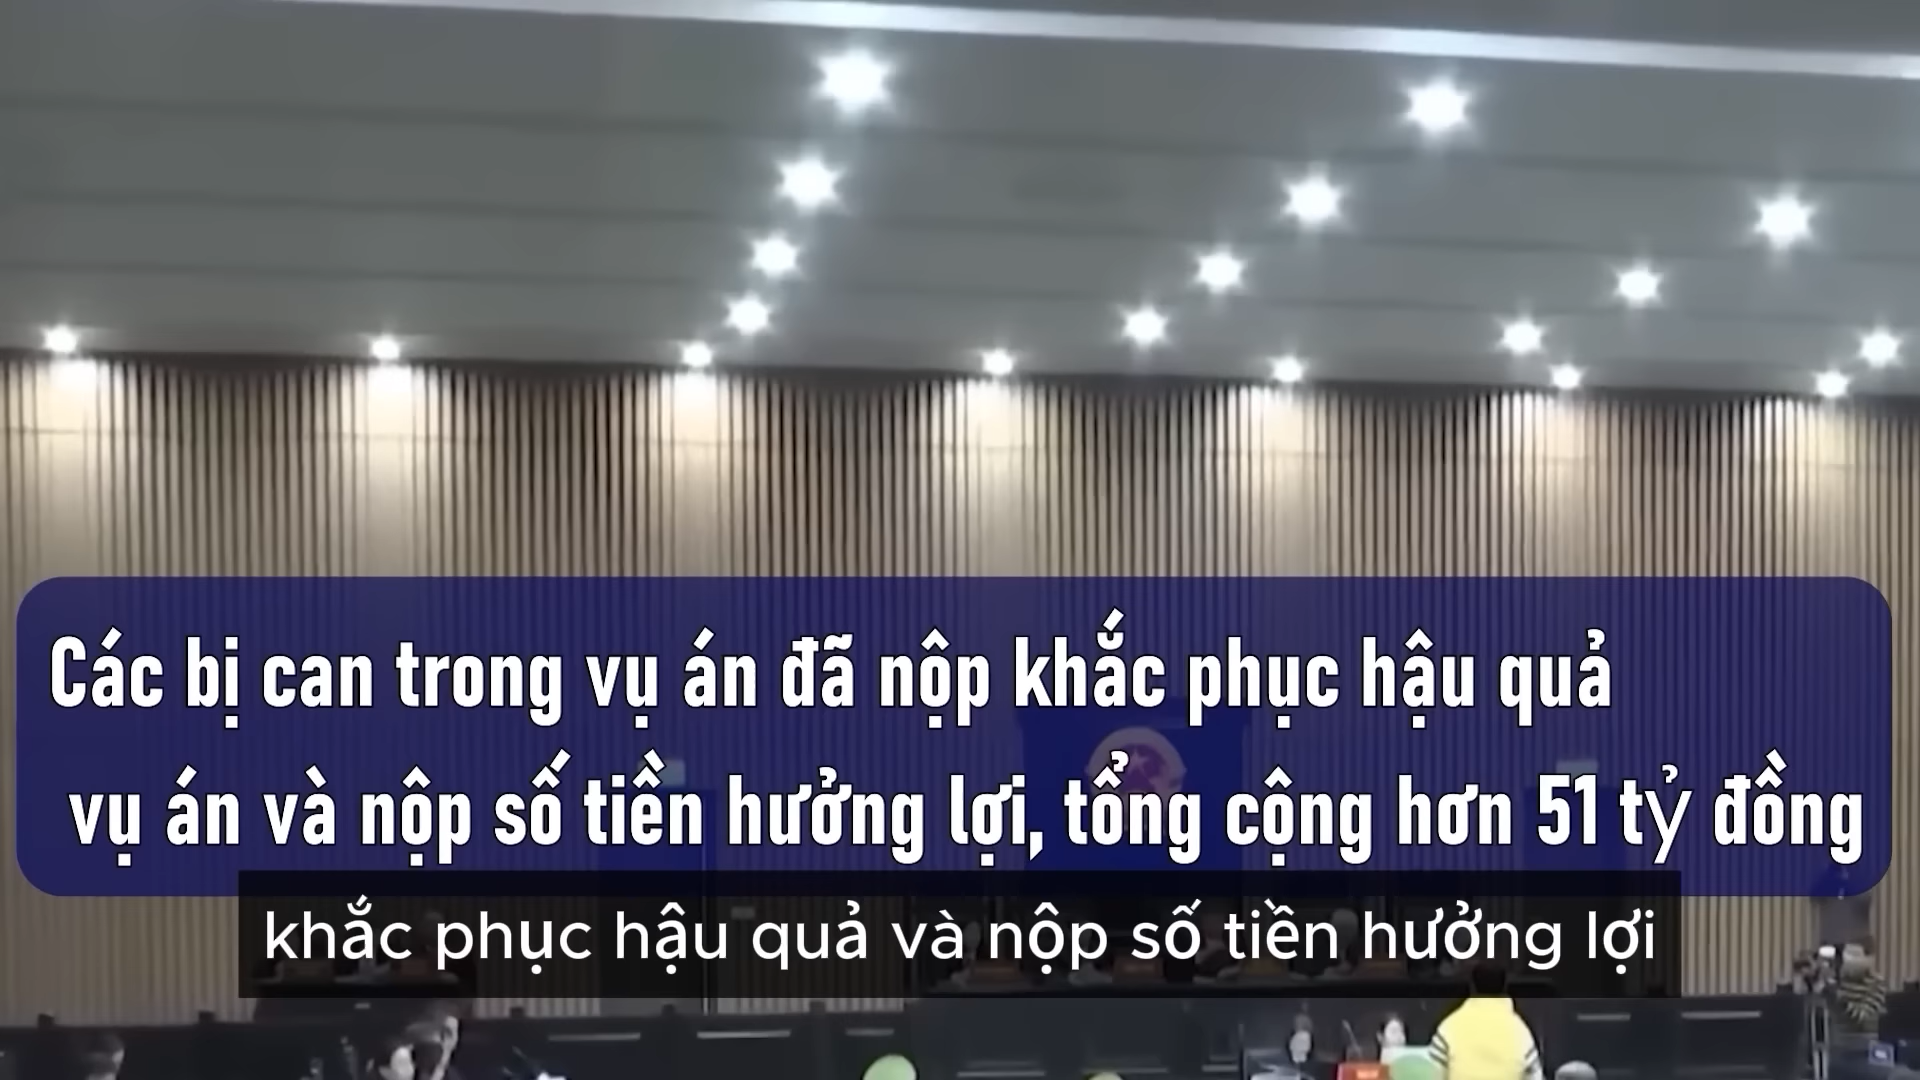 Các bị can trong vụ án đã nộp khắc phục hậu quả
vụ án và nộp số tiền hưởng lợi, tổng cộng hơn 51 tỷ đồng
khắc phục hậu quả và nộp số tiền hưởng lợi